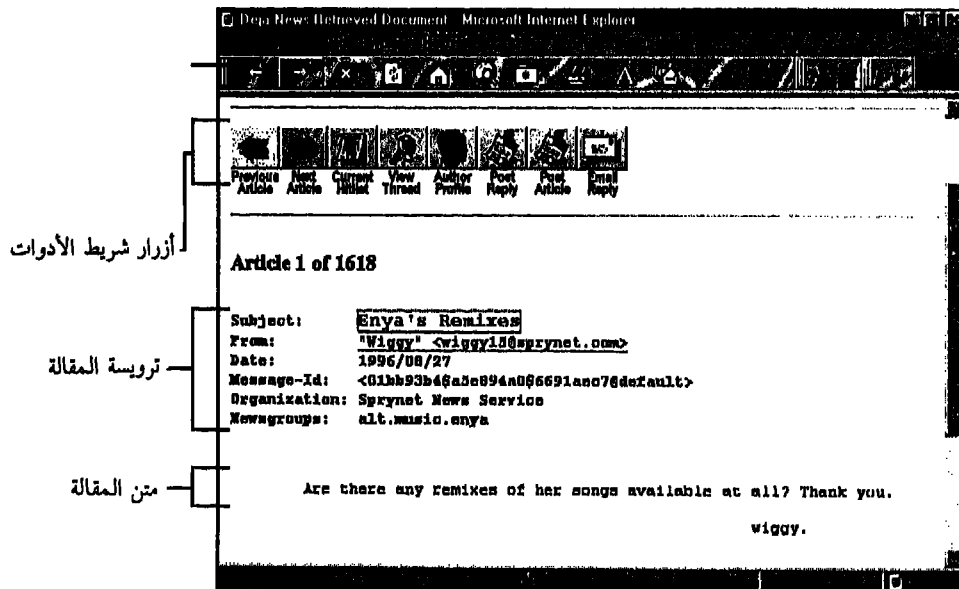 Deja News Retrieved Document - Microsoft Internet Explorer
Previous Article
Next Article
Current Hitlist
View Thread
Author Profile
Post Reply
Post Article
Email Reply
أزرار شريط الأدوات
Article 1 of 1618
ترويسة المقالة
Subject: Enya's Remixes
From: "Wiggy" <wiggy15@sprynet.com>
Date: 1996/08/27
Message-Id:
Organization: Sprynet News Service
Newsgroups: alt.music.enya
متن المقالة
Are there any remixes of her songs available at all? Thank you.
wiggy.